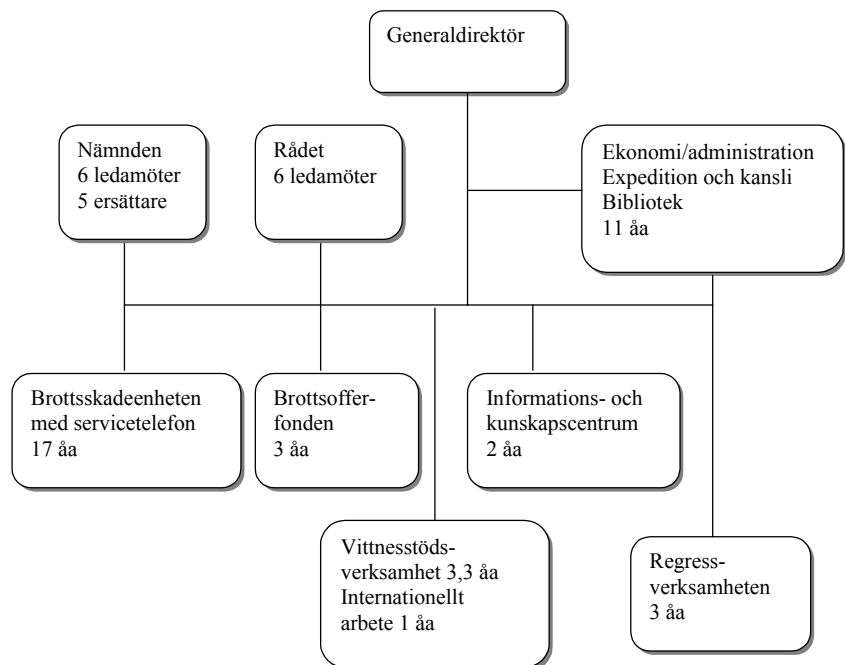 Generaldirektör
Nämnden
6 ledamöter
5 ersättare
Rådet
6 ledamöter
Ekonomi/administration
Expedition och kansli
Bibliotek
11 åa
Brottsskadeenheten
med servicetelefon
17 åa
Brottsoffer-
fonden
3 åa
Informations- och
kunskapscentrum
2 åa
Vittnesstöds-
verksamhet 3,3 åa
Internationellt
arbete 1 åa
Regress-
verksamheten
3 åa